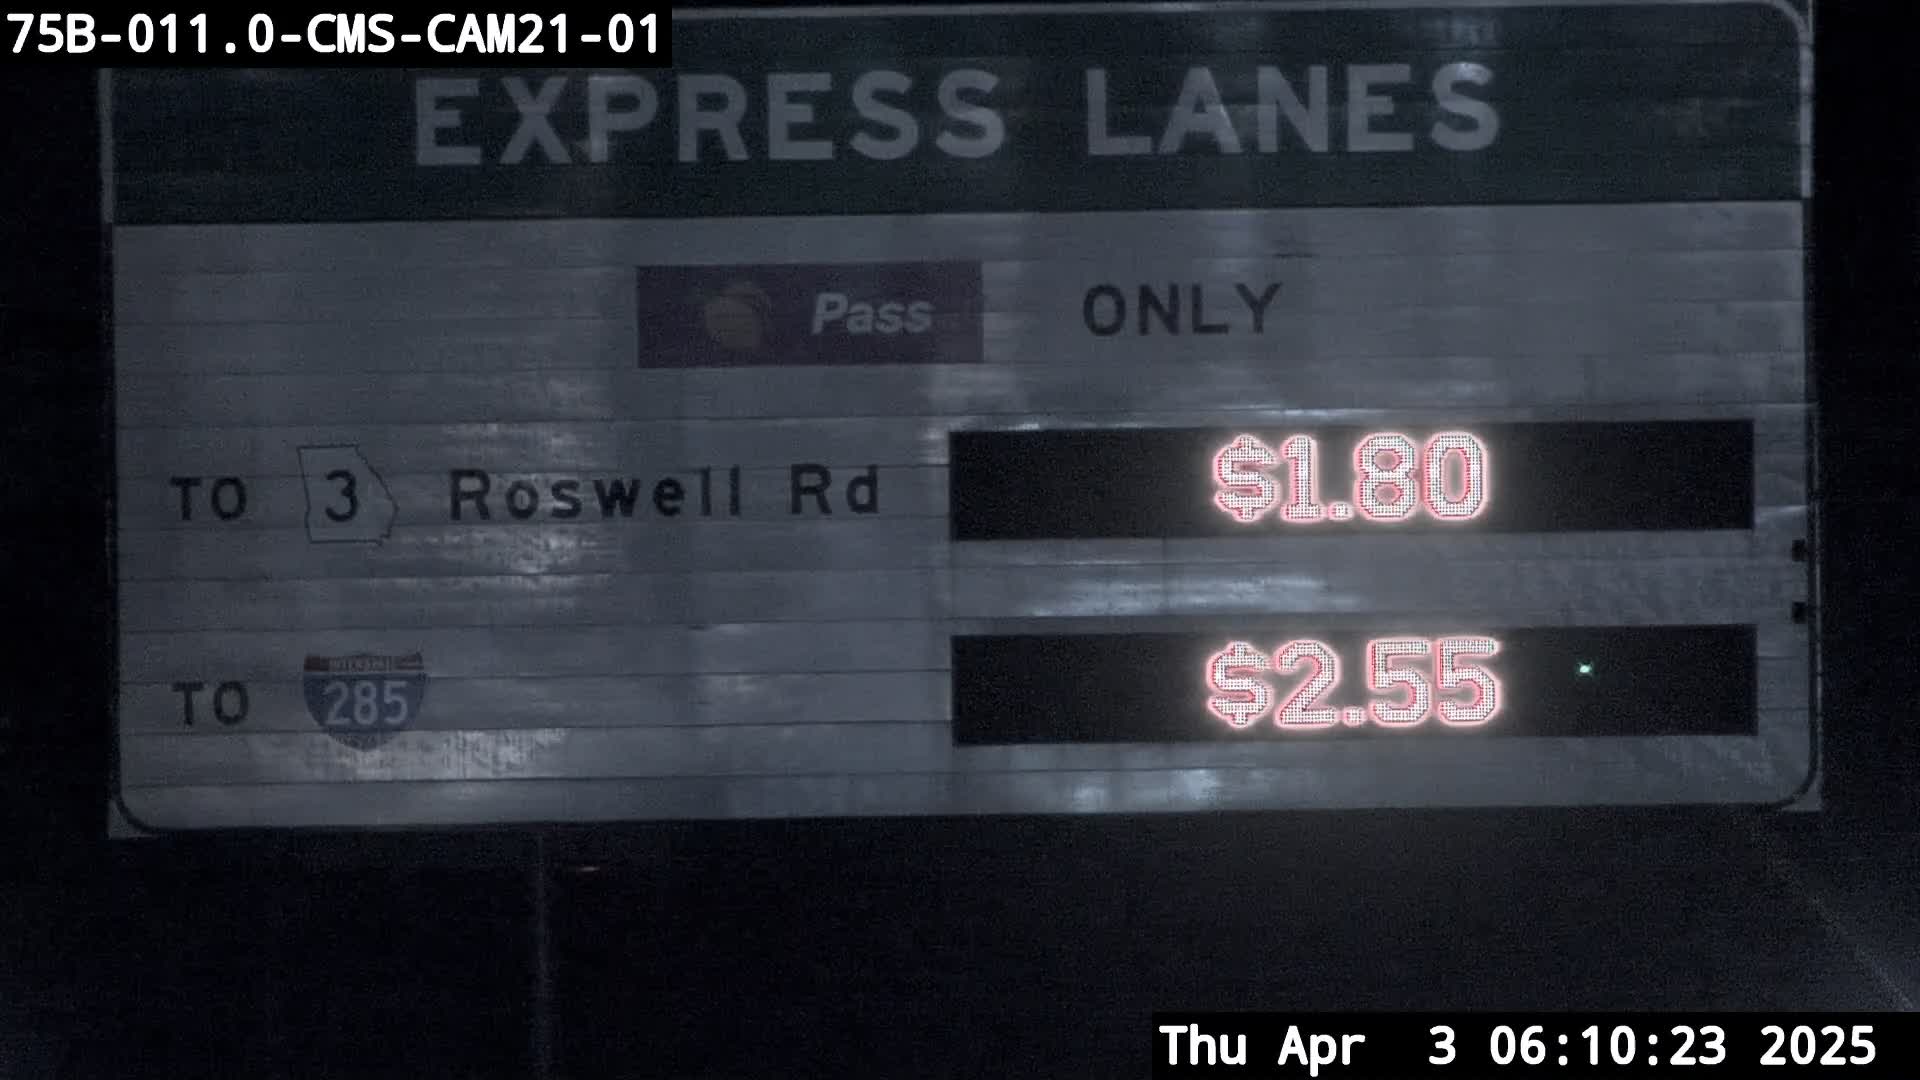 75B-011.0-CMS-CAM21-01
EXPRESS LANES
Pass ONLY
TO 3 Roswell Rd $1.80
INTERSTATE
TO 285 $2.55
Thu Apr 3 06:10:23 2025